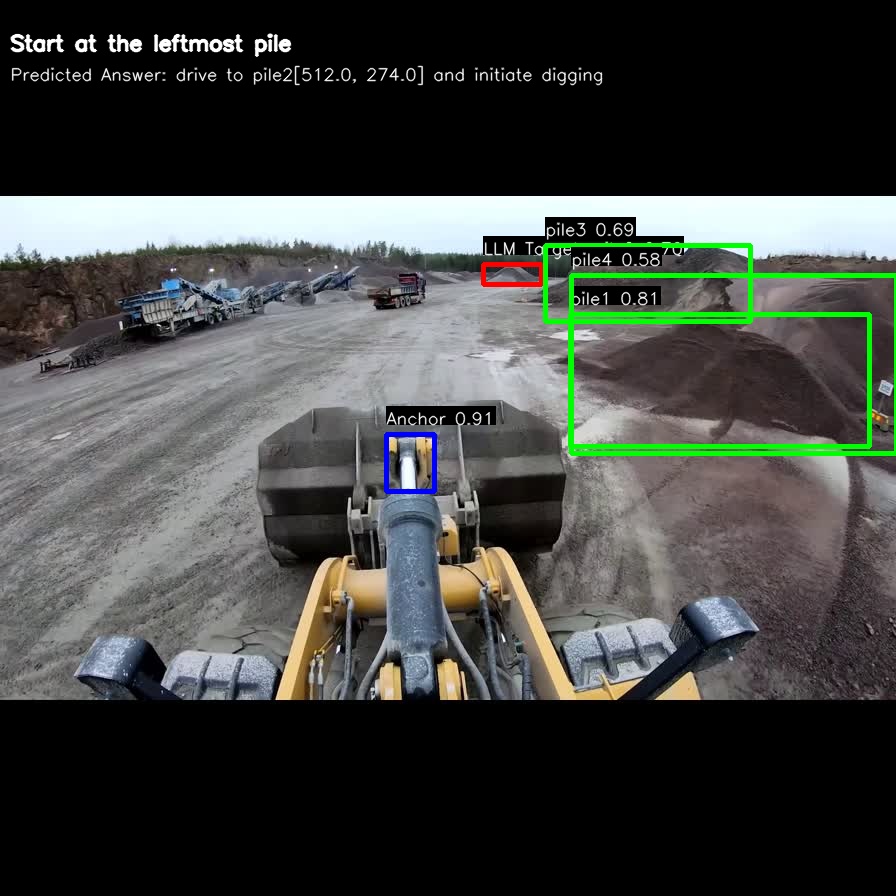 Start at the leftmost pile
Predicted Answer: drive to pile2[512.0, 274.0] and initiate digging
pile3 0.69
LLM
pile4 0.58
pile1 0.81
Anchor 0.91